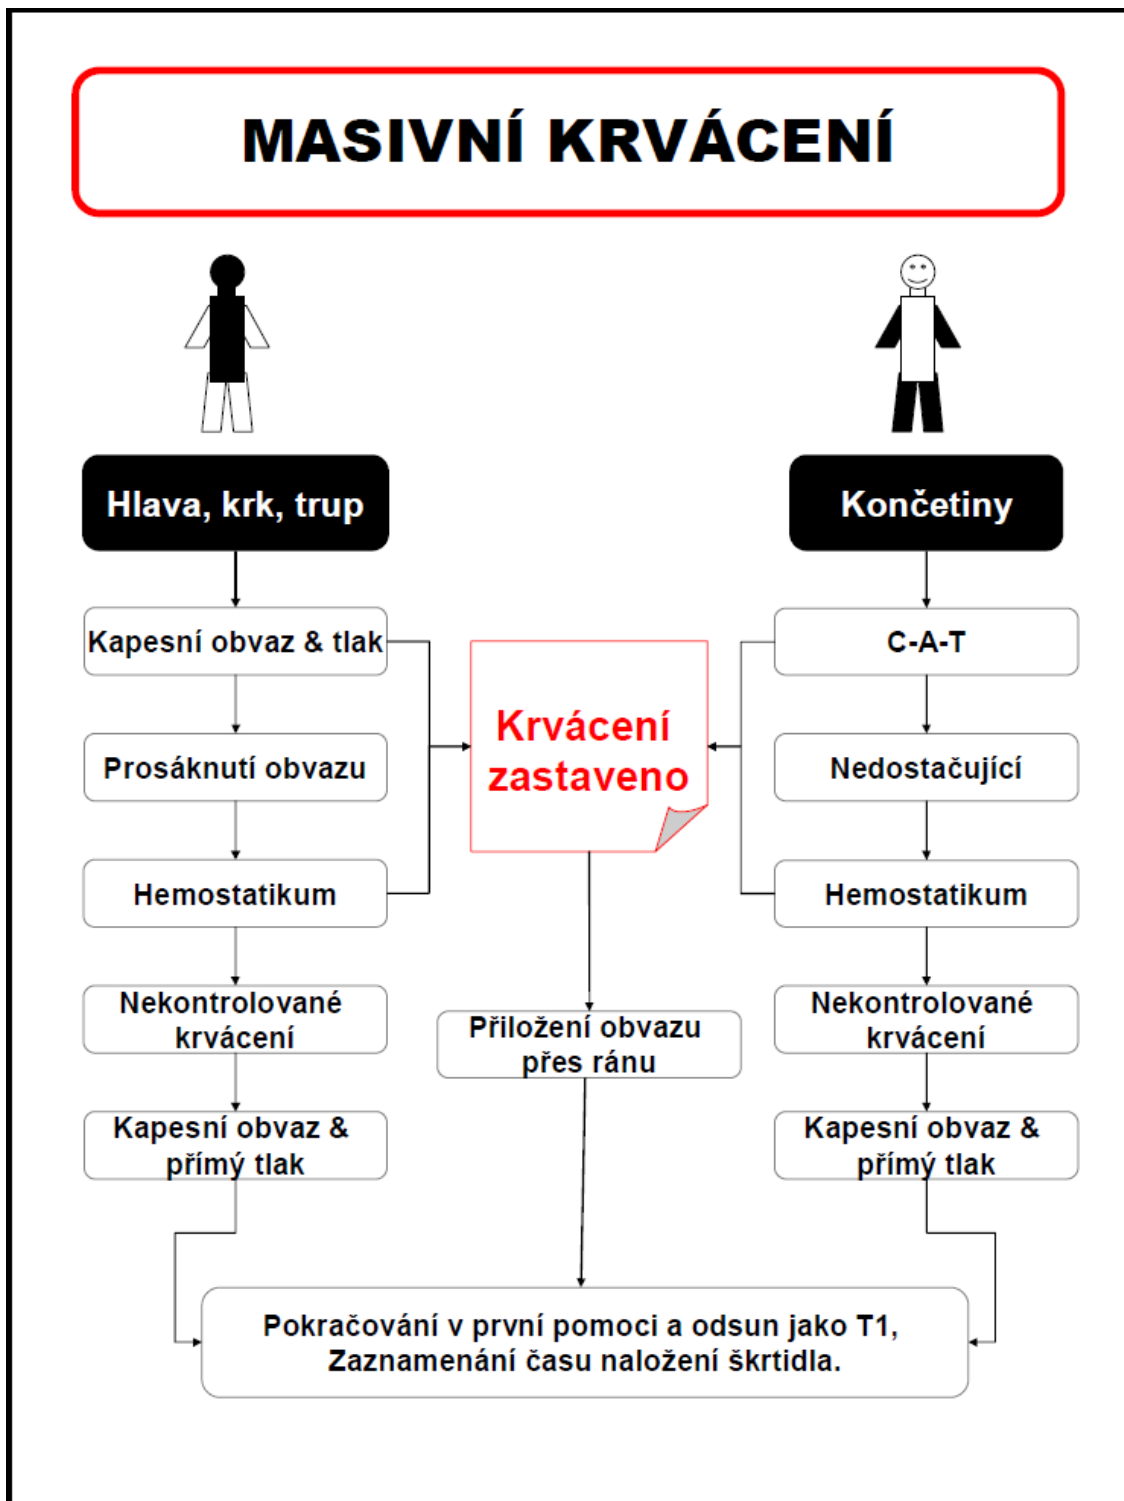 MASIVNÍ KRVÁCENÍ
Hlava, krk, trup
Kapesní obvaz & tlak
Prosáknutí obvazu
Hemostatikum
Nekontrolované
krvácení
Kapesní obvaz &
přímý tlak
Krvácení
zastaveno
Přiložení obvazu
přes ránu
Končetiny
C-A-T
Nedostačující
Hemostatikum
Nekontrolované
krvácení
Kapesní obvaz &
přímý tlak
Pokračování v první pomoci a odsun jako T1,
Zaznamenání času naložení škrtidla.